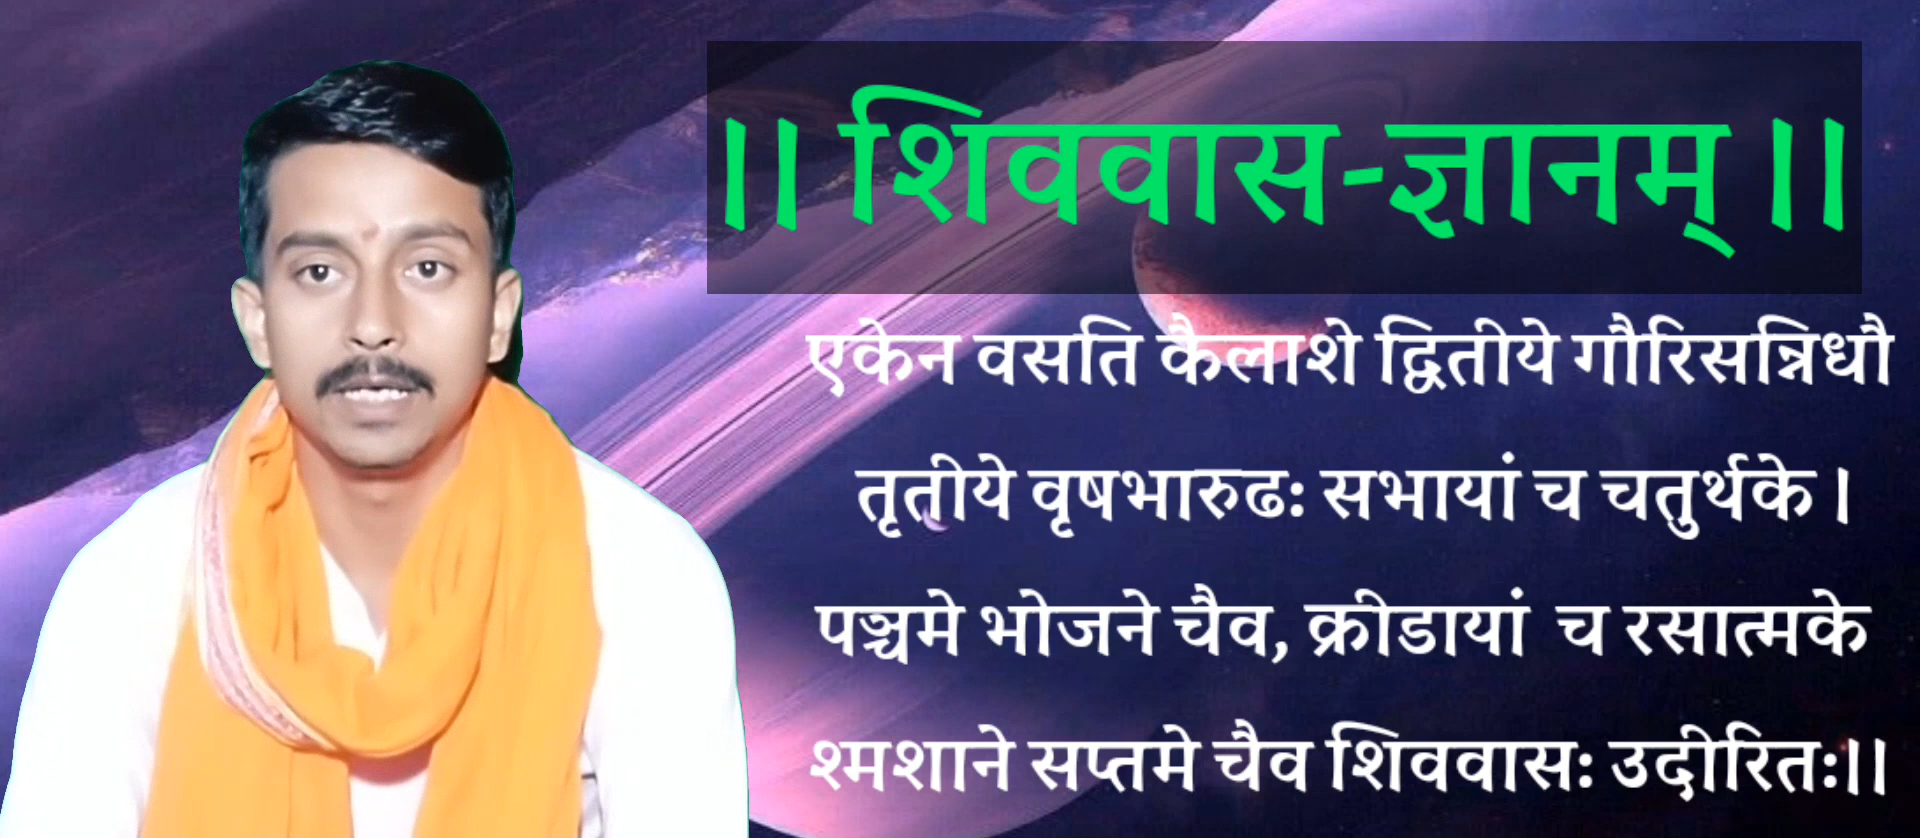 ।। शिववास-ज्ञानम् ।।
एकेन वसति कैलाशे द्वितीये गौरिसन्निधौ
तृतीये वृषभारुढः सभायां च चतुर्थके ।
पञ्चमे भोजने चैव, क्रीडायां च रसात्मके
श्मशाने सप्तमे चैव शिववासः उदीरितः।।